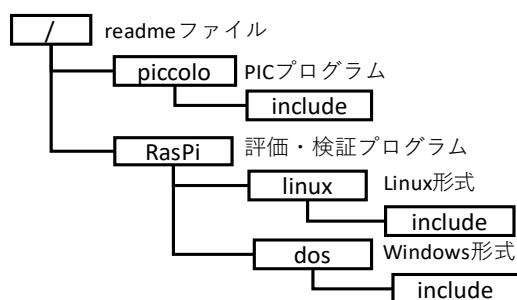 / readmeファイル
piccolo PICプログラム
include
RasPi 評価・検証プログラム
linux Linux形式
include
dos Windows形式
include